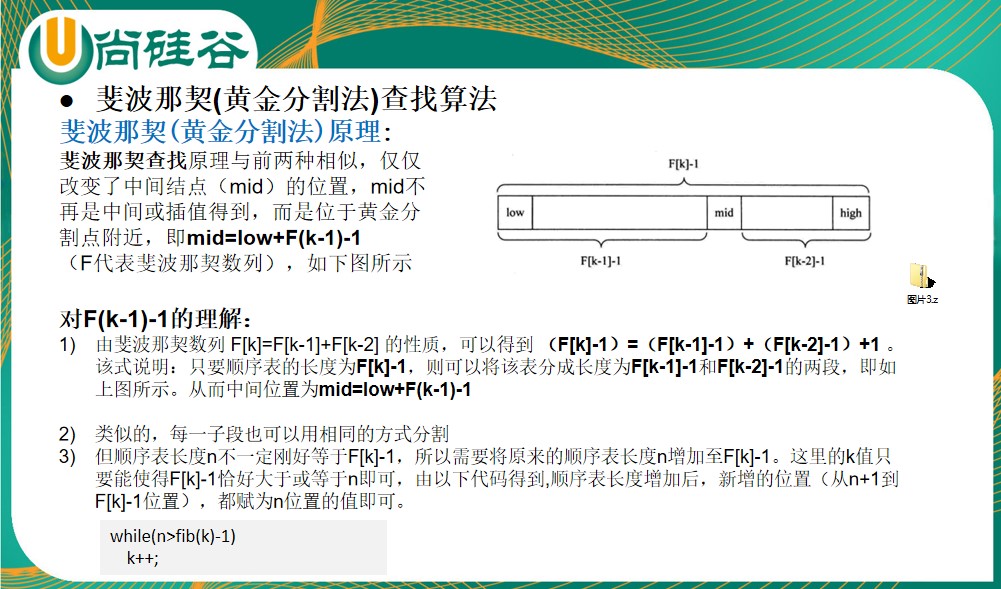 尚硅谷
● 斐波那契(黄金分割法)查找算法
斐波那契(黄金分割法)原理:
斐波那契查找原理与前两种相似，仅仅
改变了中间结点（mid）的位置，mid不
再是中间或插值得到，而是位于黄金分
割点附近，即mid=low+F(k-1)-1
（F代表斐波那契数列），如下图所示
F[k]-1
low mid high
F[k-1]-1 F[k-2]-1
图片3.z
对F(k-1)-1的理解：
1) 由斐波那契数列 F[k]=F[k-1]+F[k-2] 的性质，可以得到 （F[k]-1）=（F[k-1]-1）+（F[k-2]-1）+1 。
该式说明：只要顺序表的长度为F[k]-1，则可以将该表分成长度为F[k-1]-1和F[k-2]-1的两段，即如
上图所示。从而中间位置为mid=low+F(k-1)-1
2) 类似的，每一子段也可以用相同的方式分割
3) 但顺序表长度n不一定刚好等于F[k]-1，所以需要将原来的顺序表长度n增加至F[k]-1。这里的k值只
要能使得F[k]-1恰好大于或等于n即可，由以下代码得到,顺序表长度增加后，新增的位置（从n+1到
F[k]-1位置），都赋为n位置的值即可。
while(n>fib(k)-1)
k++;